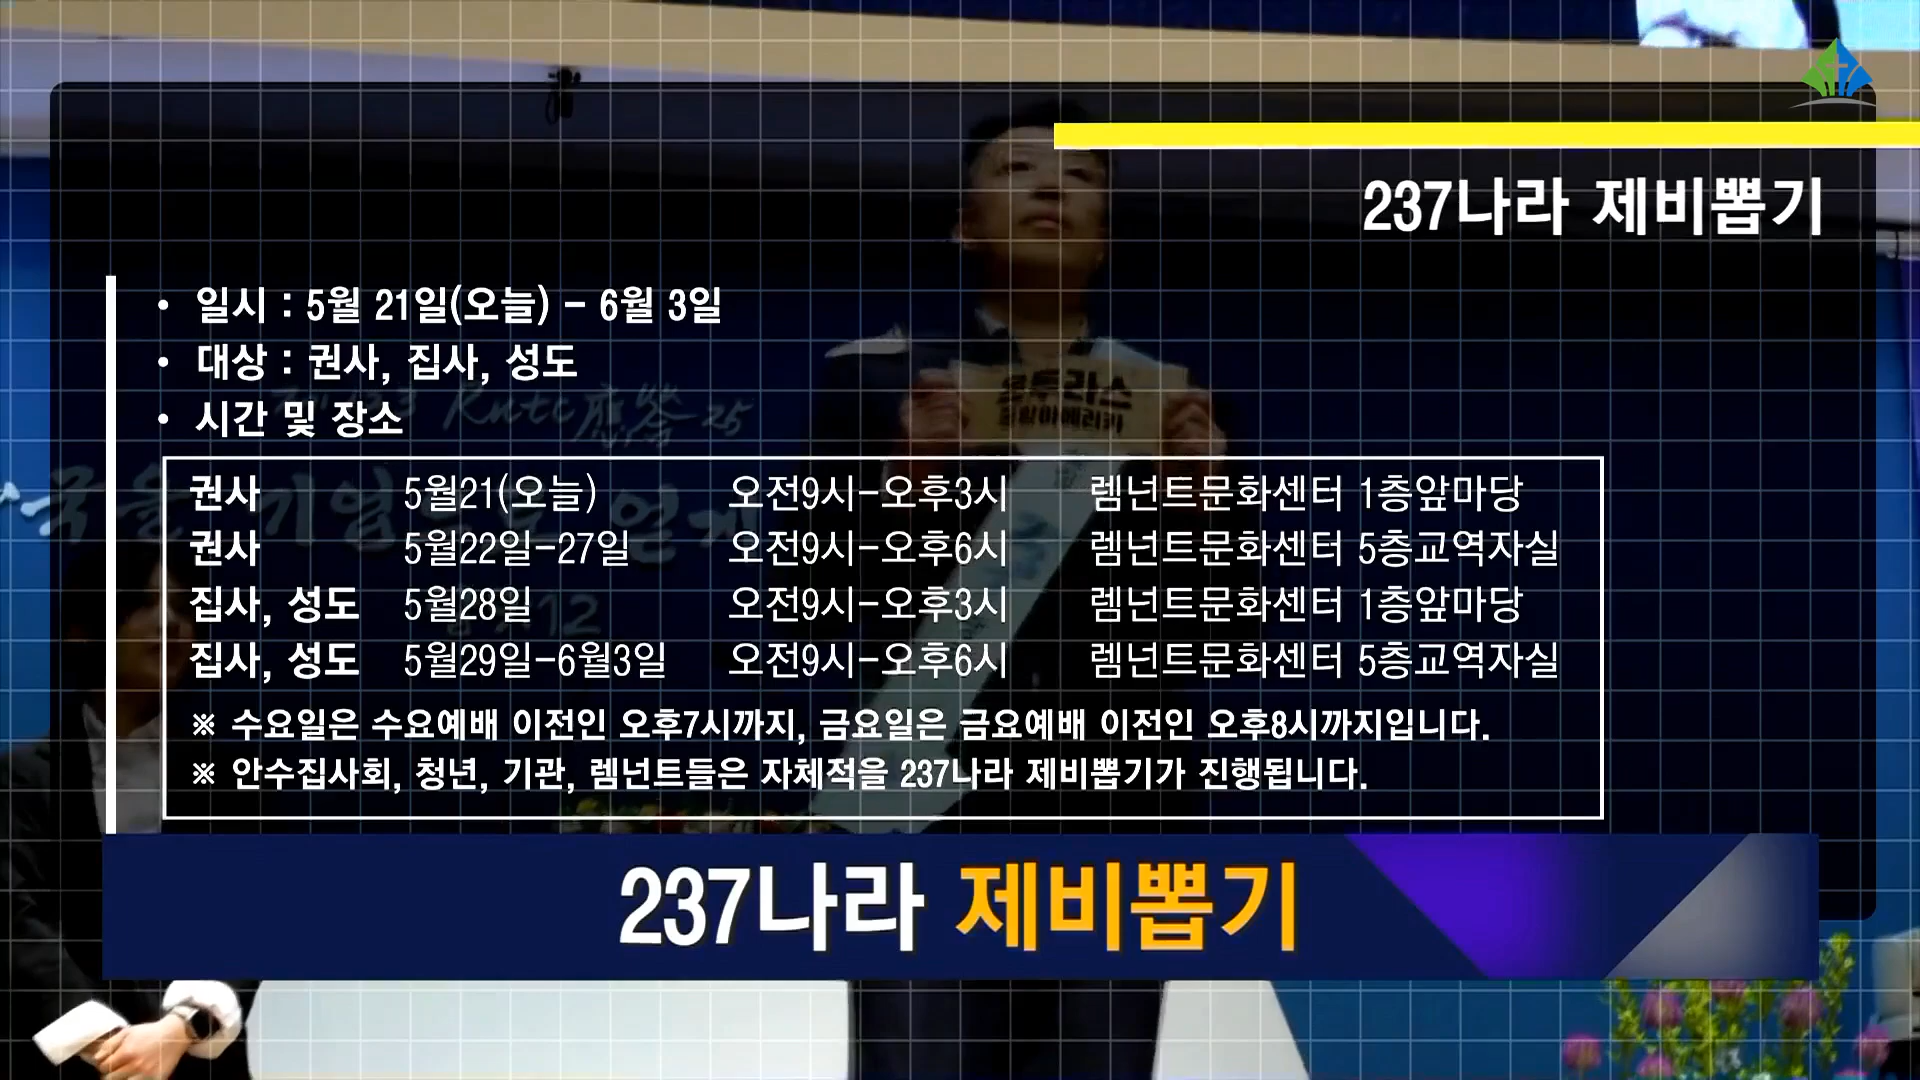 237나라 제비뽑기
• 일시 : 5월 21일(오늘) - 6월 3일
• 대상 : 권사, 집사, 성도
• 시간 및 장소
권사 5월21(오늘) 오전9시-오후3시 렘넌트문화센터 1층앞마당
권사 5월22일-27일 오전9시-오후6시 렘넌트문화센터 5층교역자실
집사, 성도 5월28일 오전9시-오후3시 렘넌트문화센터 1층앞마당
집사, 성도 5월29일-6월3일 오전9시-오후6시 렘넌트문화센터 5층교역자실
※ 수요일은 수요예배 이전인 오후7시까지, 금요일은 금요예배 이전인 오후8시까지입니다.
※ 안수집사회, 청년, 기관, 렘넌트들은 자체적을 237나라 제비뽑기가 진행됩니다.
237나라 제비뽑기